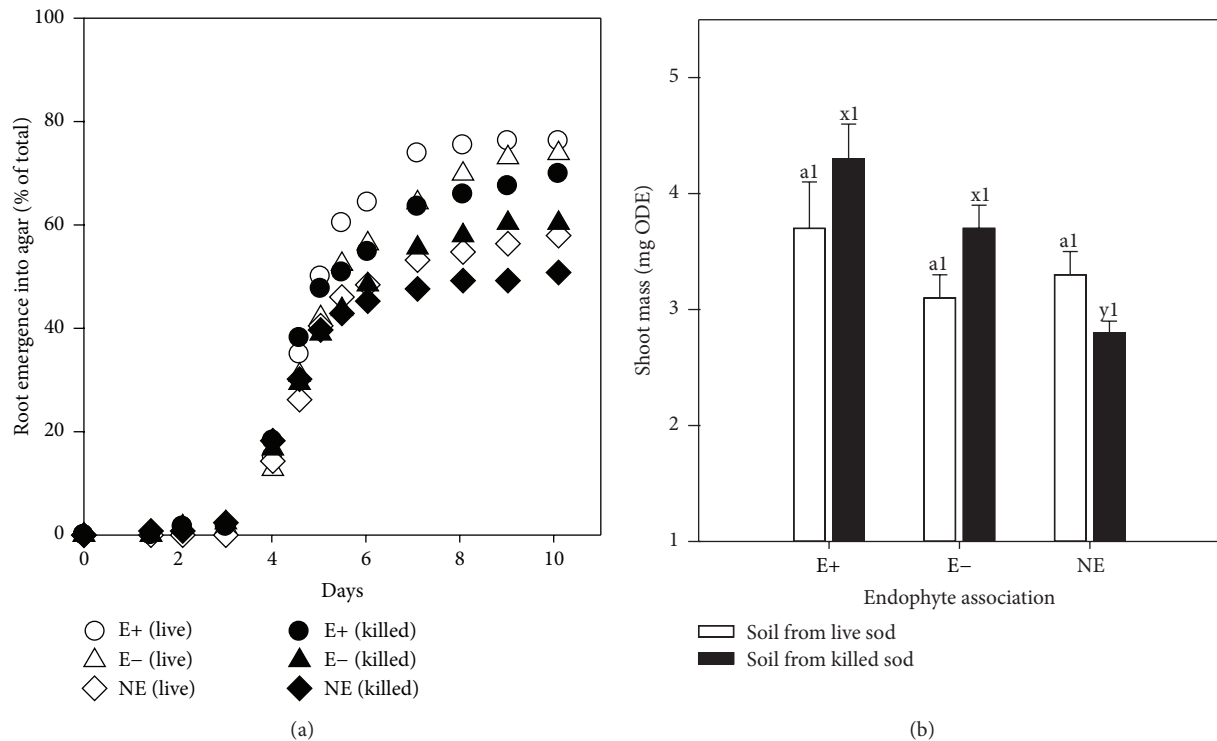 100
80
60
40
20
0
Root emergence into agar (% of total)
0 2 4 6 8 10
Days
E+ (live)
E− (live)
NE (live)
E+ (killed)
E− (killed)
NE (killed)
(a)
5
4
3
2
1
Shoot mass (mg ODE)
a1
x1
a1
x1
a1
y1
E+ E− NE
Endophyte association
Soil from live sod
Soil from killed sod
(b)